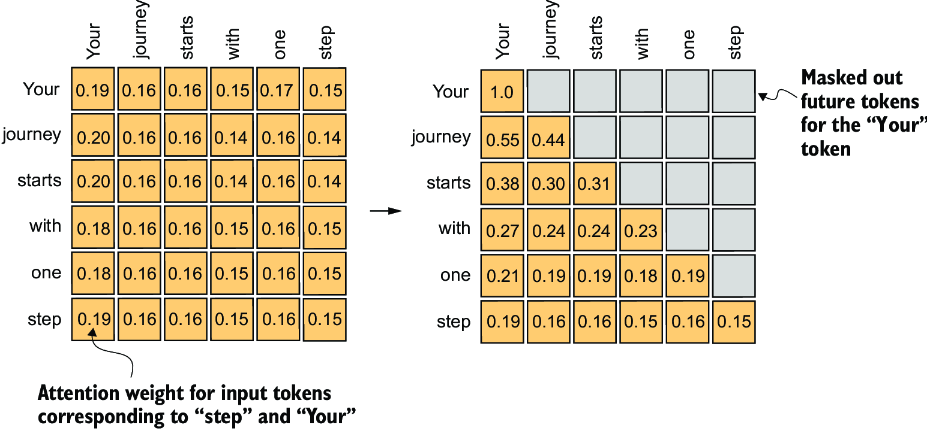 Your journey starts with one step
Your 0.19 0.16 0.16 0.15 0.17 0.15
journey 0.20 0.16 0.16 0.14 0.16 0.14
starts 0.20 0.16 0.16 0.14 0.16 0.14
with 0.18 0.16 0.16 0.15 0.16 0.15
one 0.18 0.16 0.16 0.15 0.16 0.15
step 0.19 0.16 0.16 0.15 0.16 0.15
Attention weight for input tokens
corresponding to “step” and “Your”
Your journey starts with one step
Your 1.0
journey 0.55 0.44
starts 0.38 0.30 0.31
with 0.27 0.24 0.24 0.23
one 0.21 0.19 0.19 0.18 0.19
step 0.19 0.16 0.16 0.15 0.16 0.15
Masked out
future tokens
for the “Your”
token